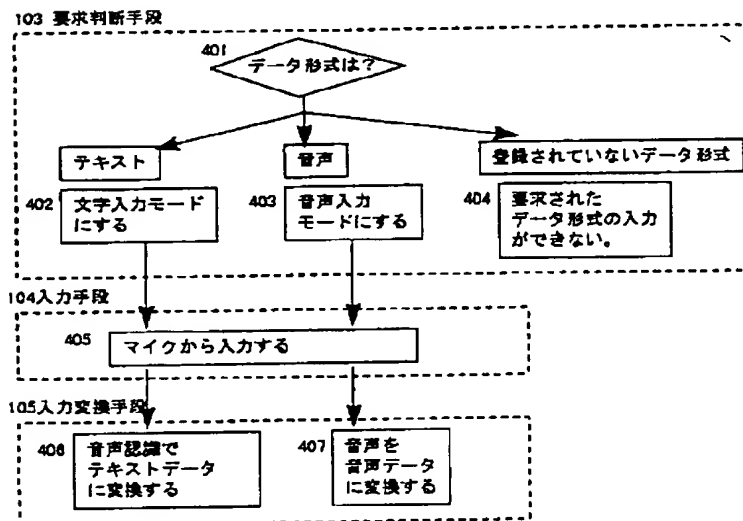 103 要求判断手段
401
データ形式は？
テキスト
音声
登録されていないデータ形式
402
文字入力モード
にする
403
音声入力
モードにする
404
要求された
データ形式の入力
ができない。
104入力手段
405
マイクから入力する
105入力変換手段
406
音声認識で
テキストデータ
に変換する
407
音声を
音声データ
に変換する